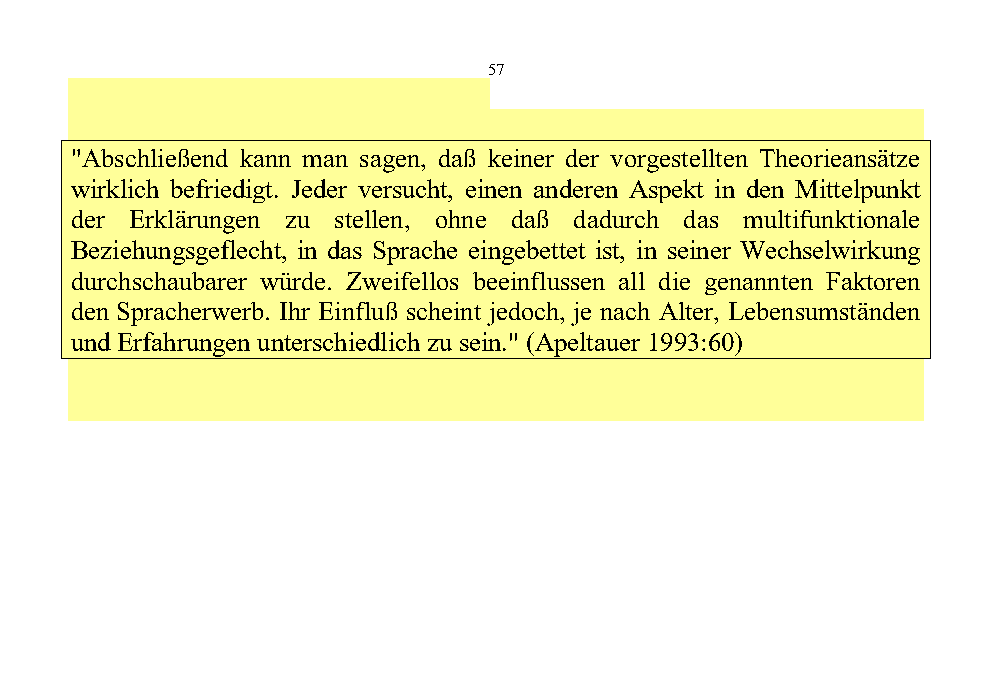 57
"Abschließend kann man sagen, daß keiner der vorgestellten Theorieansätze
wirklich befriedigt. Jeder versucht, einen anderen Aspekt in den Mittelpunkt
der Erklärungen zu stellen, ohne daß dadurch das multifunktionale
Beziehungsgeflecht, in das Sprache eingebettet ist, in seiner Wechselwirkung
durchschaubarer würde. Zweifellos beeinflussen all die genannten Faktoren
den Spracherwerb. Ihr Einfluß scheint jedoch, je nach Alter, Lebensumständen
und Erfahrungen unterschiedlich zu sein." (Apeltauer 1993:60)